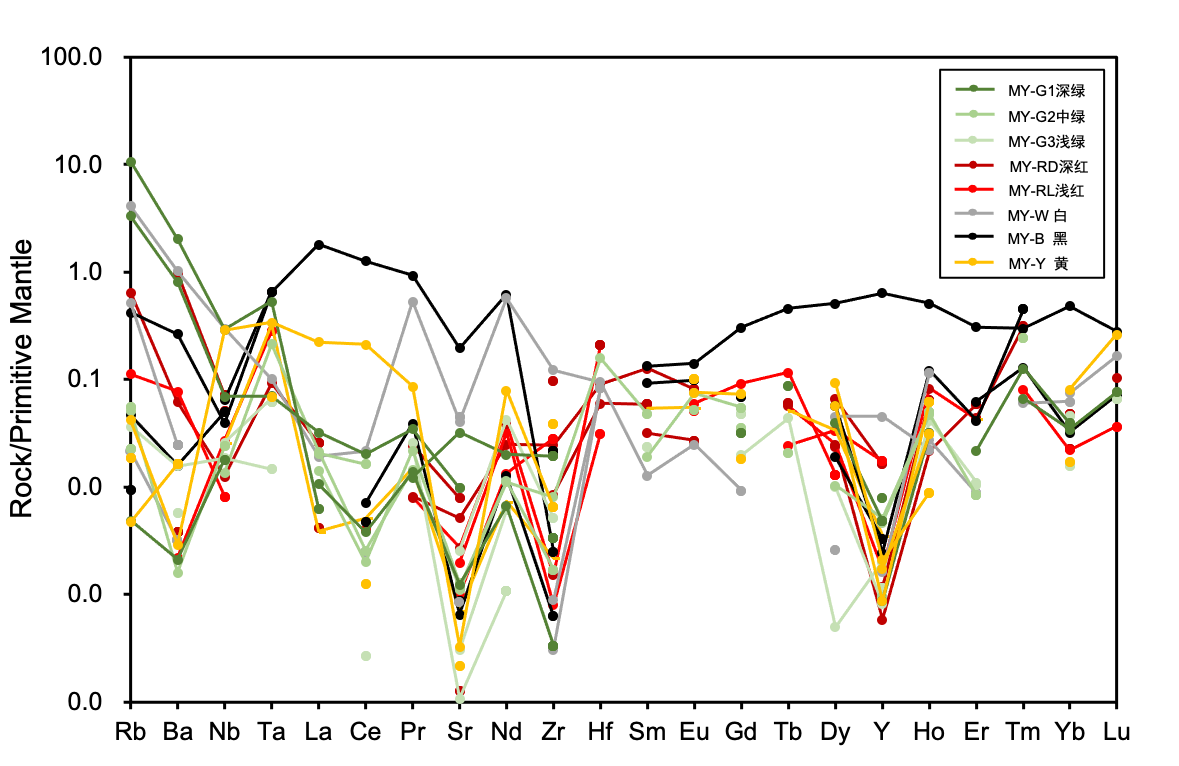 100.0
10.0
1.0
0.1
0.0
0.0
0.0
Rock/Primitive Mantle
MY-G1深绿
MY-G2中绿
MY-G3浅绿
MY-RD深红
MY-RL浅红
MY-W 白
MY-B 黑
MY-Y 黄
Rb Ba Nb Ta La Ce Pr Sr Nd Zr Hf Sm Eu Gd Tb Dy Y Ho Er Tm Yb Lu